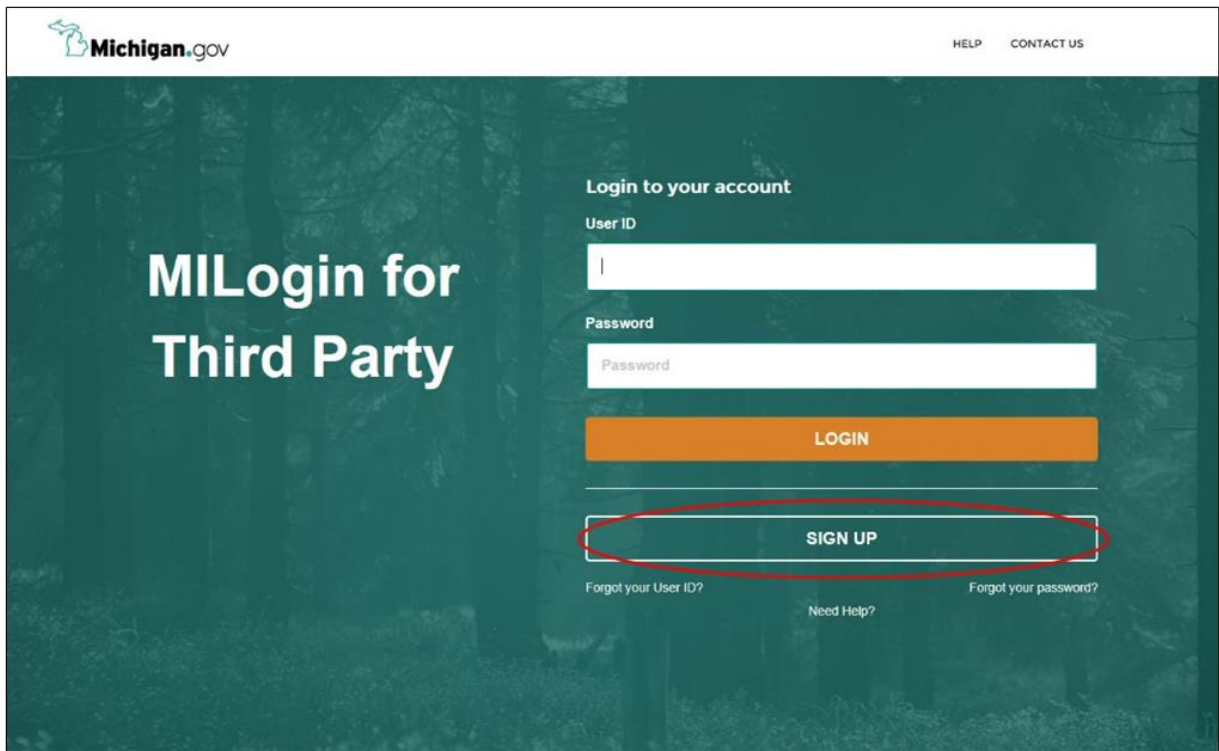 Michigan.gov
HELP CONTACT US
MILogin for
Third Party
Login to your account
User ID
Password
Password
LOGIN
SIGN UP
Forgot your User ID? Forgot your password?
Need Help?